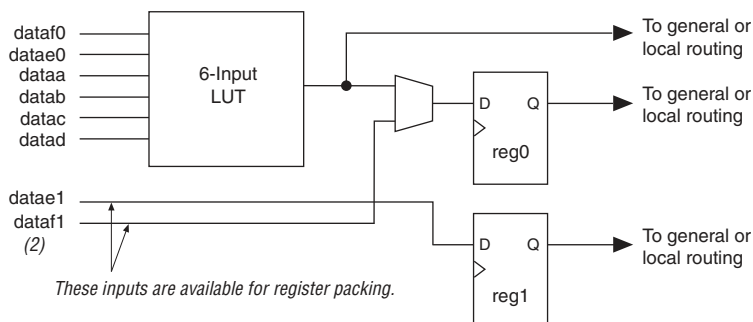 dataf0
datae0
dataa
datab
datac
datad
6-Input
LUT
To general or
local routing
D Q
reg0
To general or
local routing
datae1
dataf1
(2)
D Q
reg1
To general or
local routing
These inputs are available for register packing.